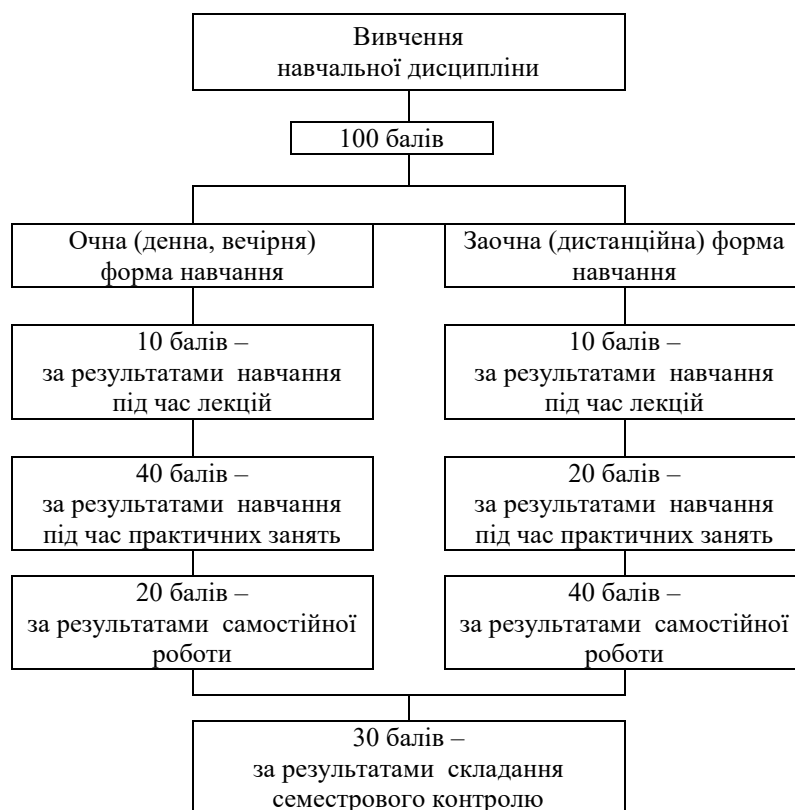 Вивчення
навчальної дисципліни
100 балів
Очна (денна, вечірня)
форма навчання
Заочна (дистанційна) форма
навчання
10 балів –
за результатами навчання
під час лекцій
10 балів –
за результатами навчання
під час лекцій
40 балів –
за результатами навчання
під час практичних занять
20 балів –
за результатами навчання
під час практичних занять
20 балів –
за результатами самостійної
роботи
40 балів –
за результатами самостійної
роботи
30 балів –
за результатами складання
семестрового контролю